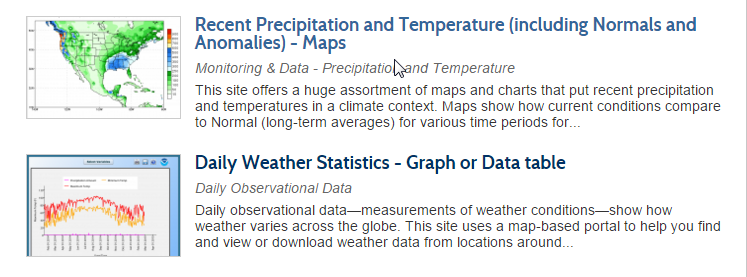 Recent Precipitation and Temperature (including Normals and
Anomalies) - Maps
Monitoring & Data - Precipitation and Temperature
This site offers a huge assortment of maps and charts that put recent precipitation
and temperatures in a climate context. Maps show how current conditions compare
to Normal (long-term averages) for various time periods for...
Daily Weather Statistics - Graph or Data table
Daily Observational Data
Daily observational data—measurements of weather conditions—show how
weather varies across the globe. This site uses a map-based portal to help you find
and view or download weather data from locations around...